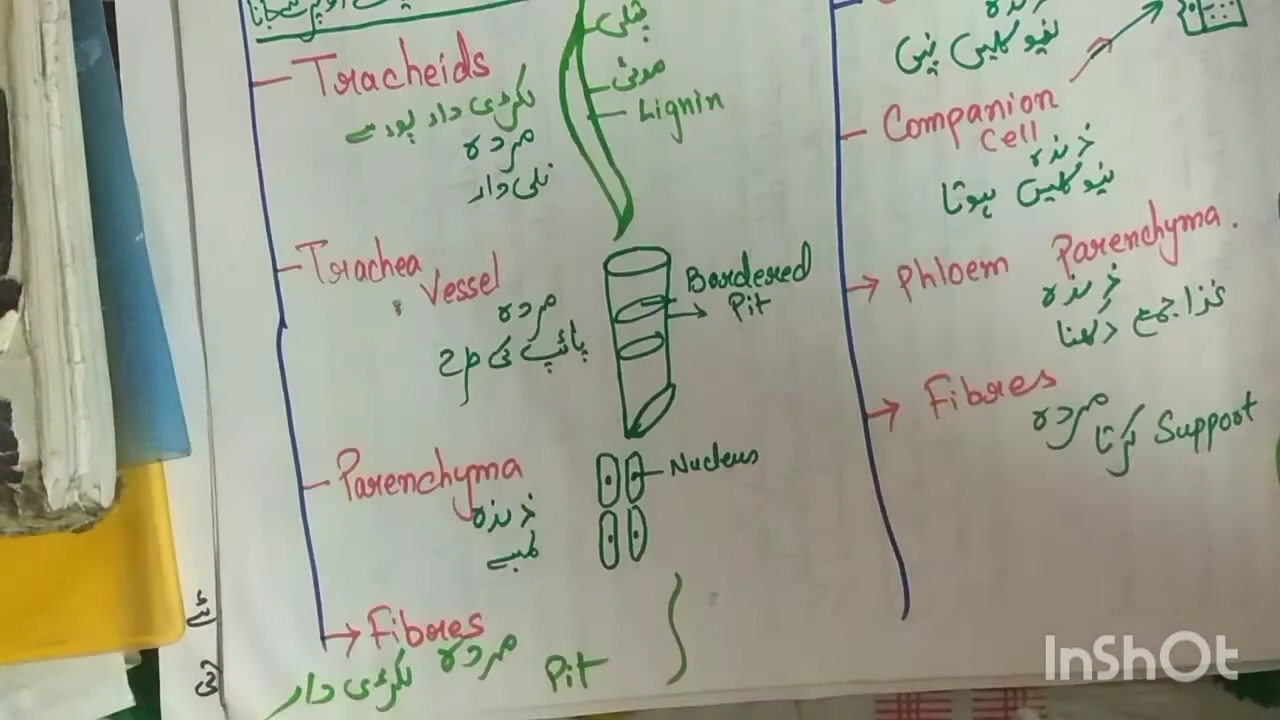 Tracheids
لکڑی دار پودے
مردہ
نلی دار
پتلی
موٹی
Lignin
Trachea
Vessel
مردہ
پائپ کی طرح
Bordered
Pit
Parenchyma
زندہ
لمبے
Nucleus
Fibres
مردہ لکڑی دار
Pit
زندہ
نیوکلیس نہیں
Companion
Cell
زندہ
نیوکلیس ہوتا
Phloem Parenchyma.
زندہ
غذا جمع رکھنا
Fibres
مردہ
Support کرتا
InShOt